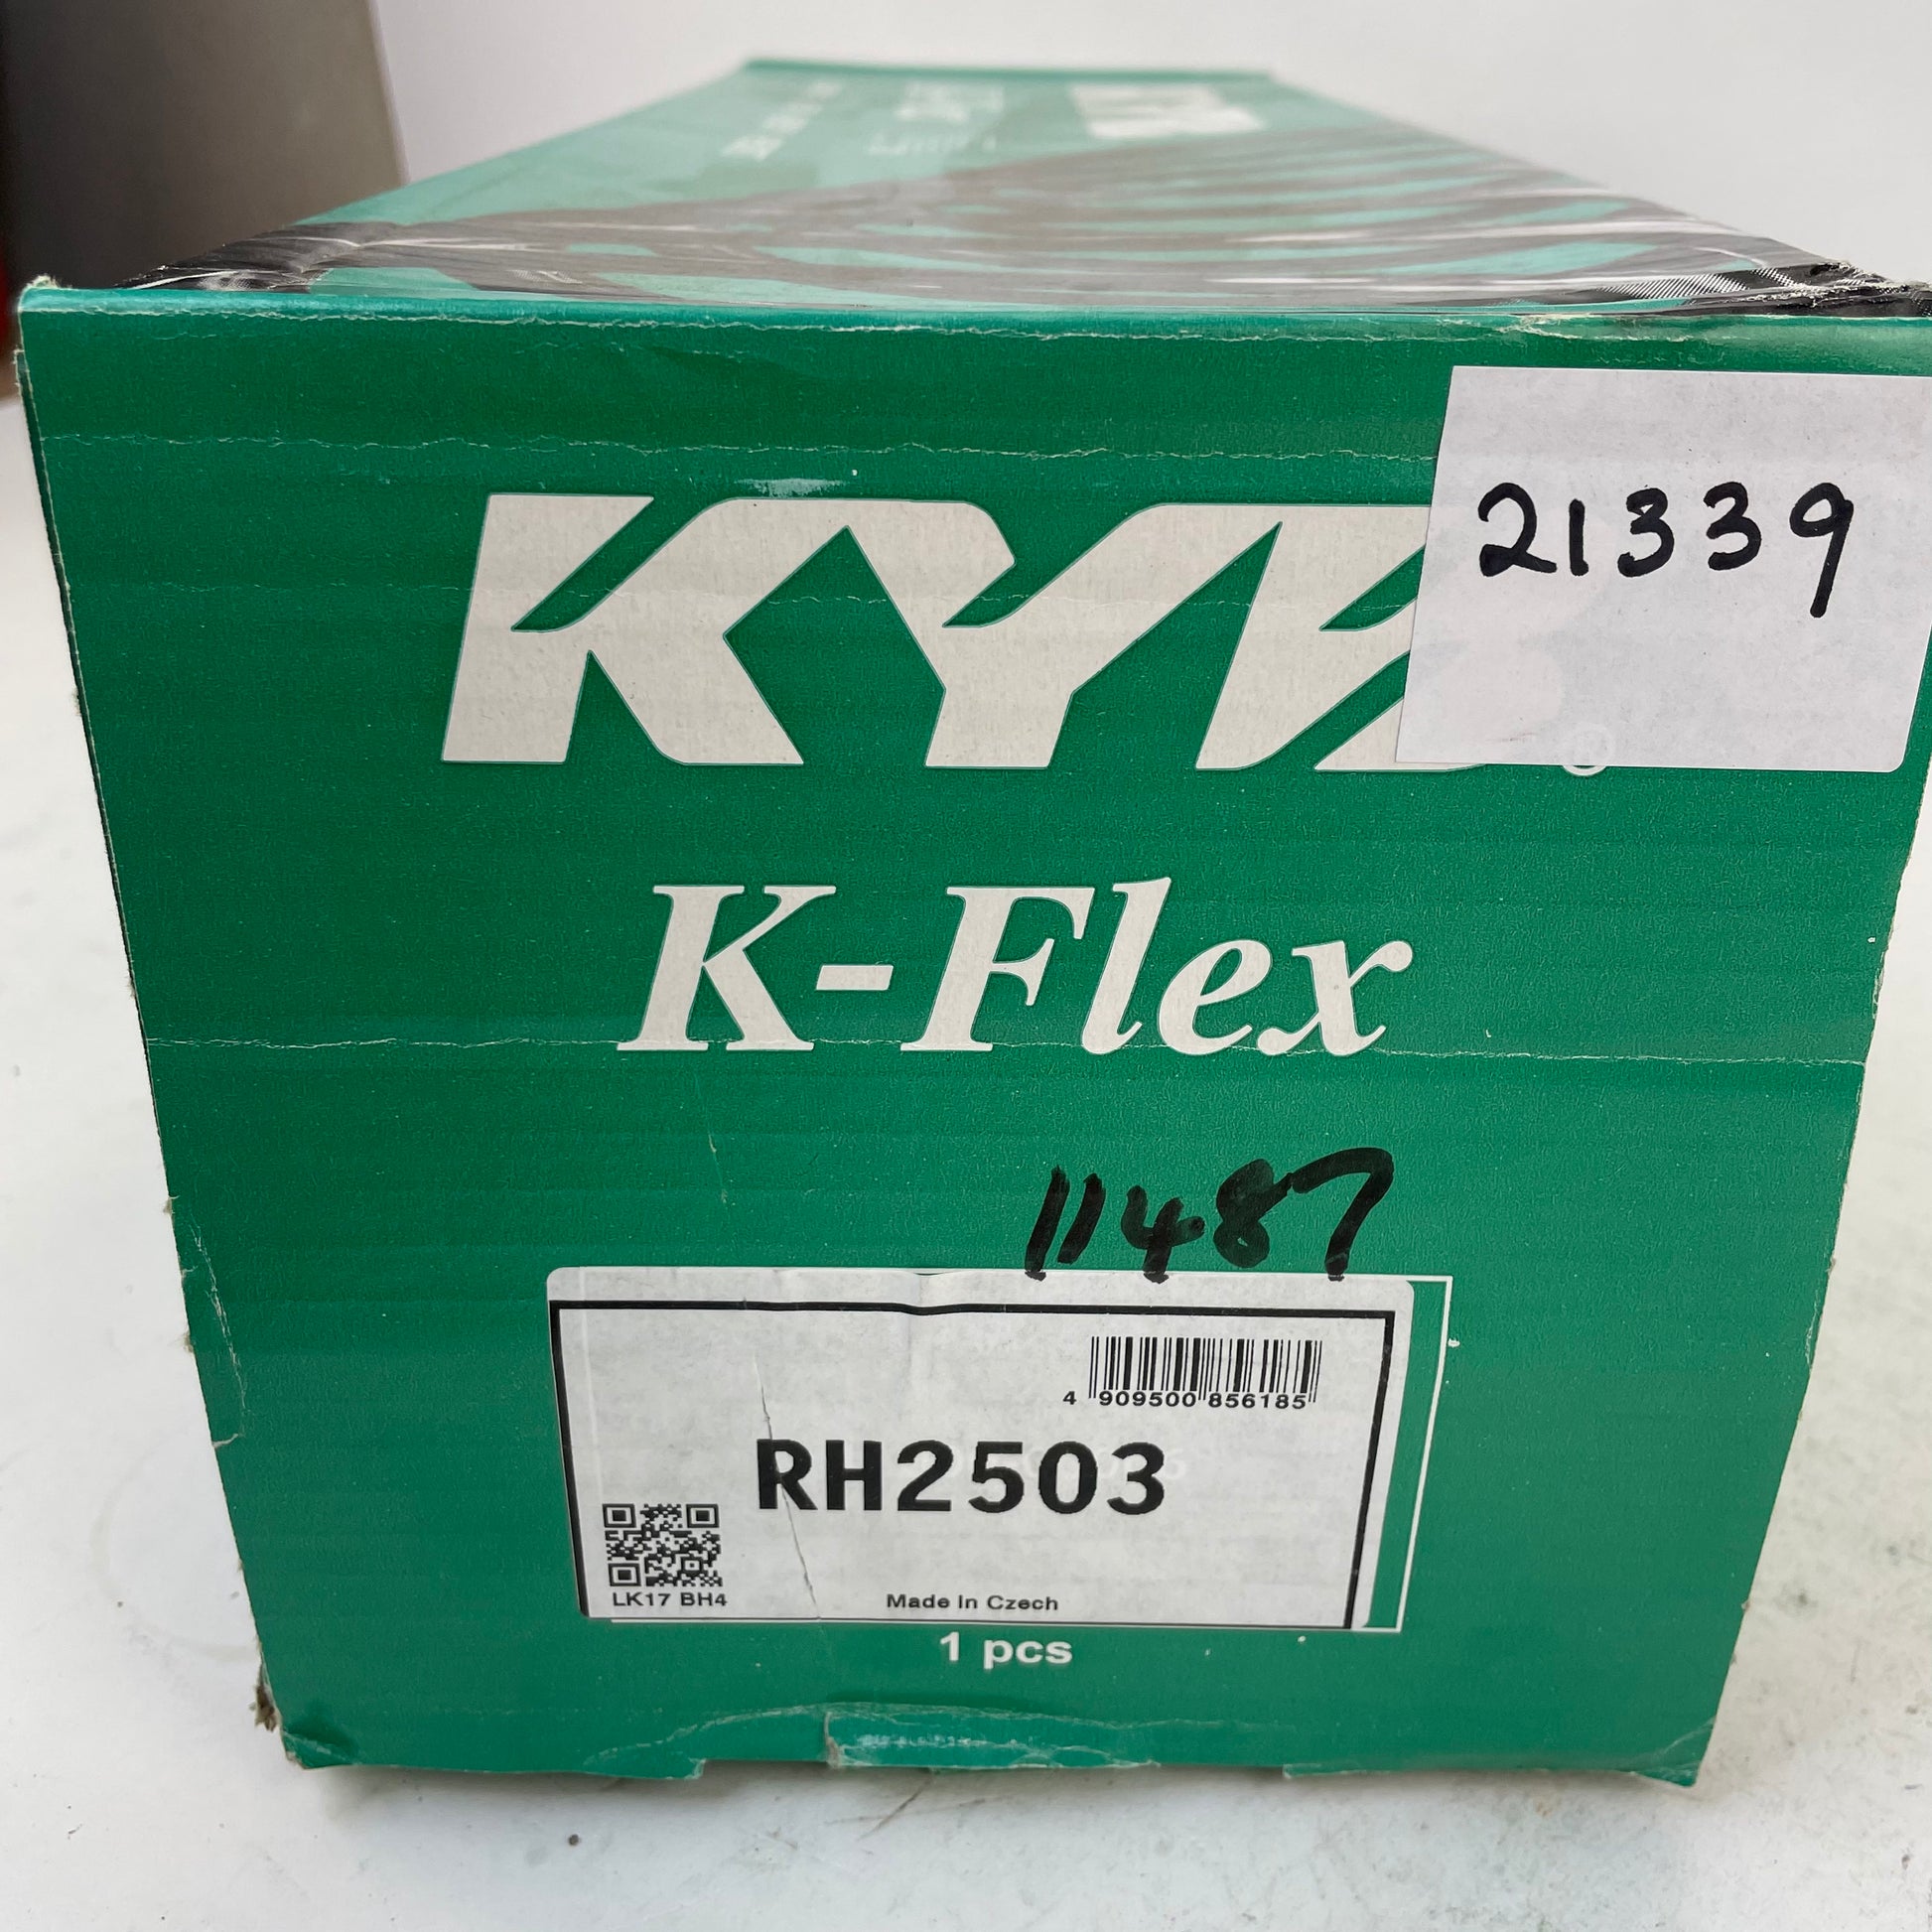 KYB
21339
K-Flex
11487
4 909500 856185
RH2503
LK17 BH4
Made In Czech
1 pcs